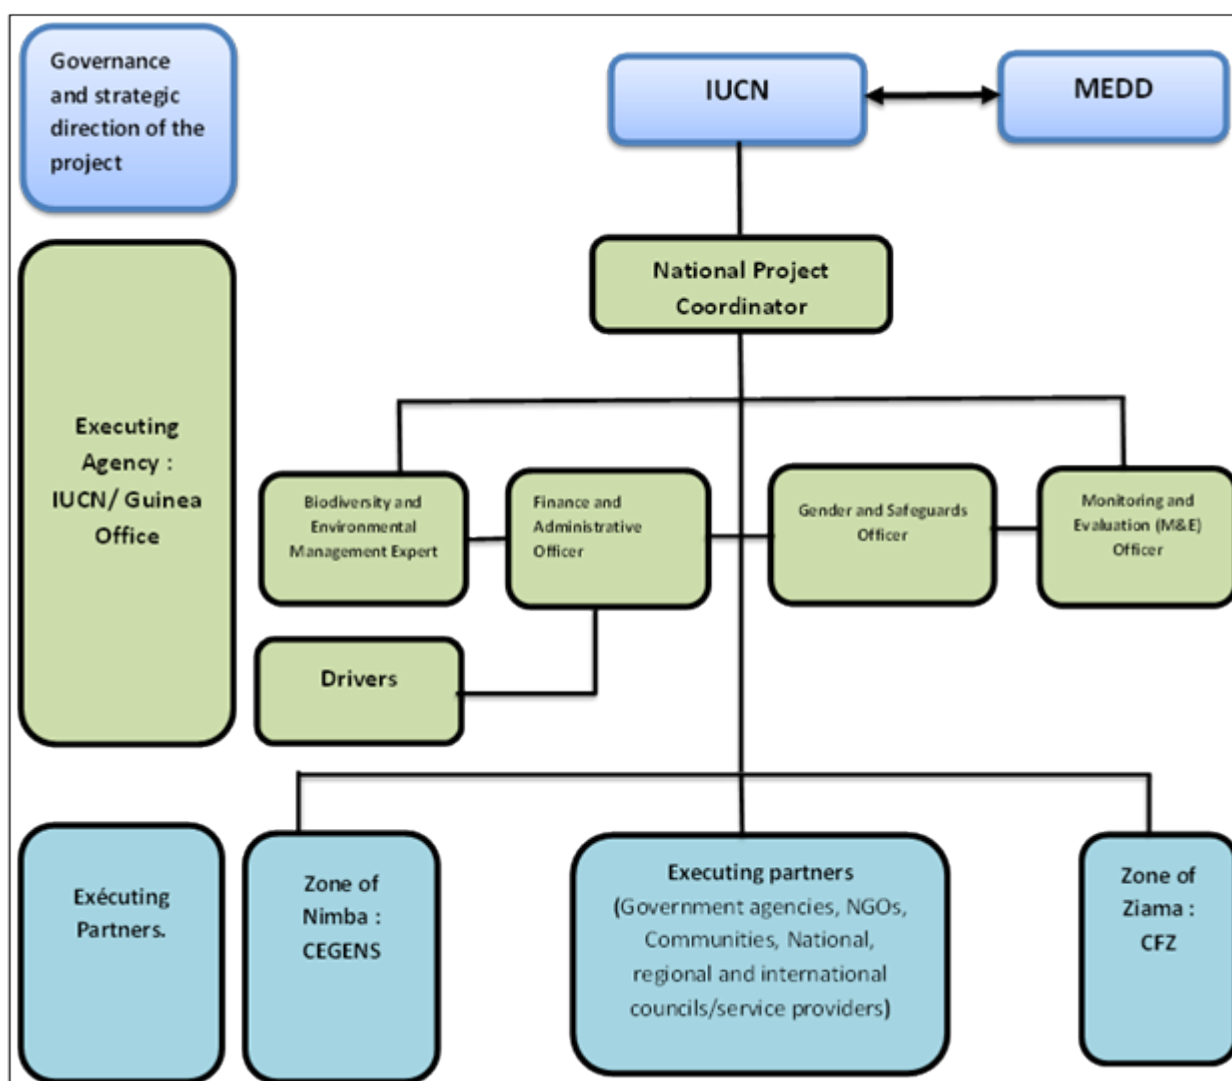 Governance
and strategic
direction of the
project
IUCN
MEDD
National Project
Coordinator
Executing
Agency :
IUCN/ Guinea
Office
Biodiversity and
Environmental
Management Expert
Finance and
Administrative
Officer
Gender and Safeguards
Officer
Monitoring and
Evaluation (M&E)
Officer
Drivers
Exécuting
Partners.
Zone of
Nimba :
CEGENS
Executing partners
(Government agencies, NGOs,
Communities, National,
regional and international
councils/service providers)
Zone of
Ziama :
CFZ